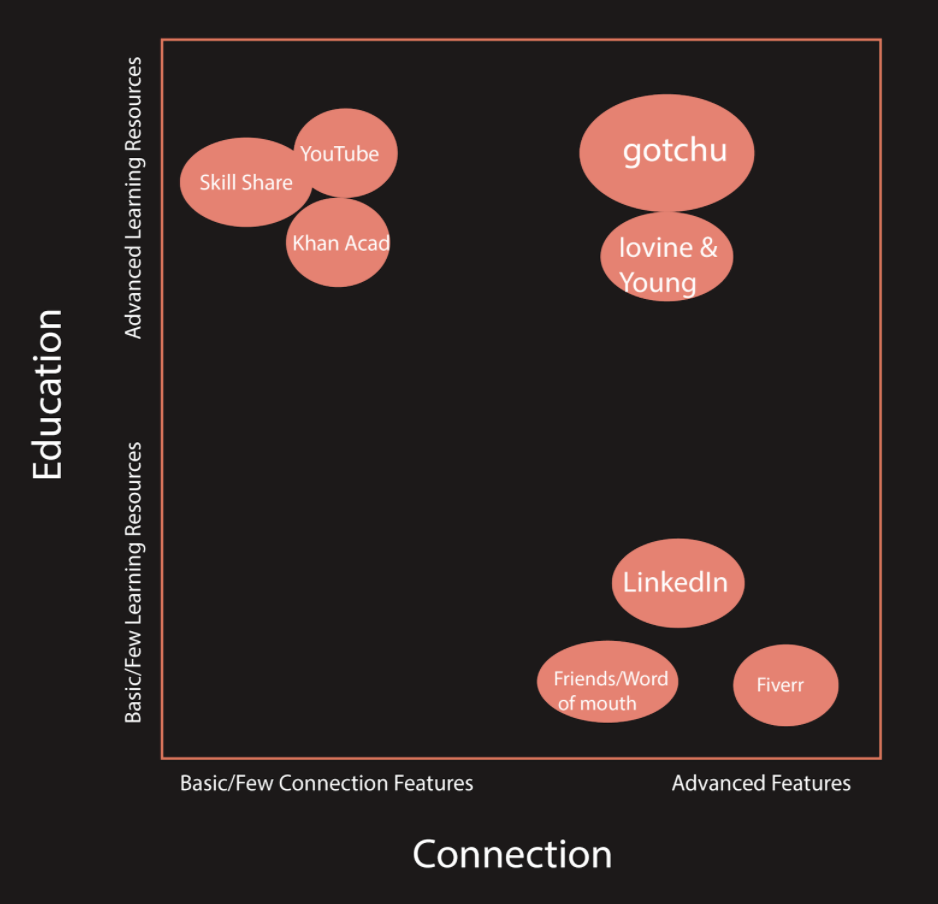 Education
Advanced Learning Resources
Basic/Few Learning Resources
YouTube
Skill Share
Khan Acad
gotchu
Iovine &
Young
LinkedIn
Friends/Word
of mouth
Fiverr
Basic/Few Connection Features
Advanced Features
Connection